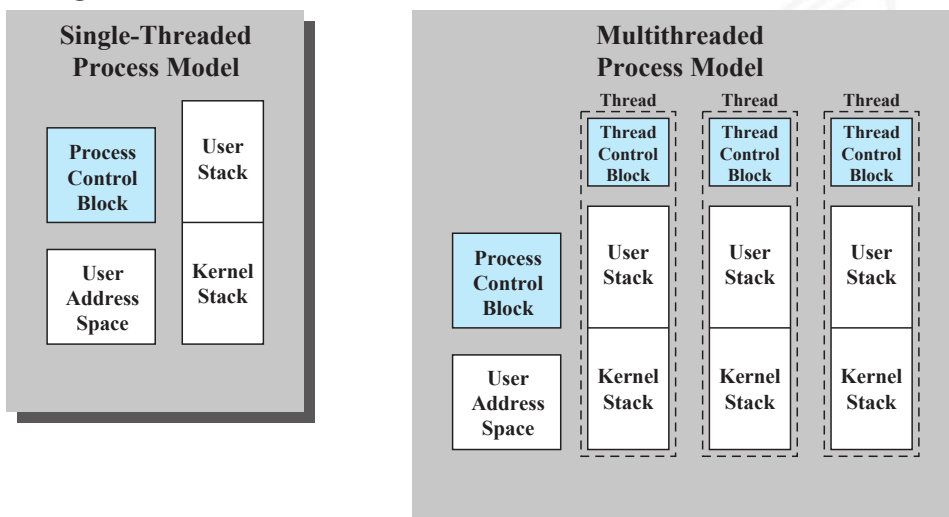 Single-Threaded
Process Model
Process
Control
Block
User
Stack
User
Address
Space
Kernel
Stack
Multithreaded
Process Model
Thread
Thread
Thread
Thread
Control
Block
Thread
Control
Block
Thread
Control
Block
Process
Control
Block
User
Stack
User
Stack
User
Stack
User
Address
Space
Kernel
Stack
Kernel
Stack
Kernel
Stack